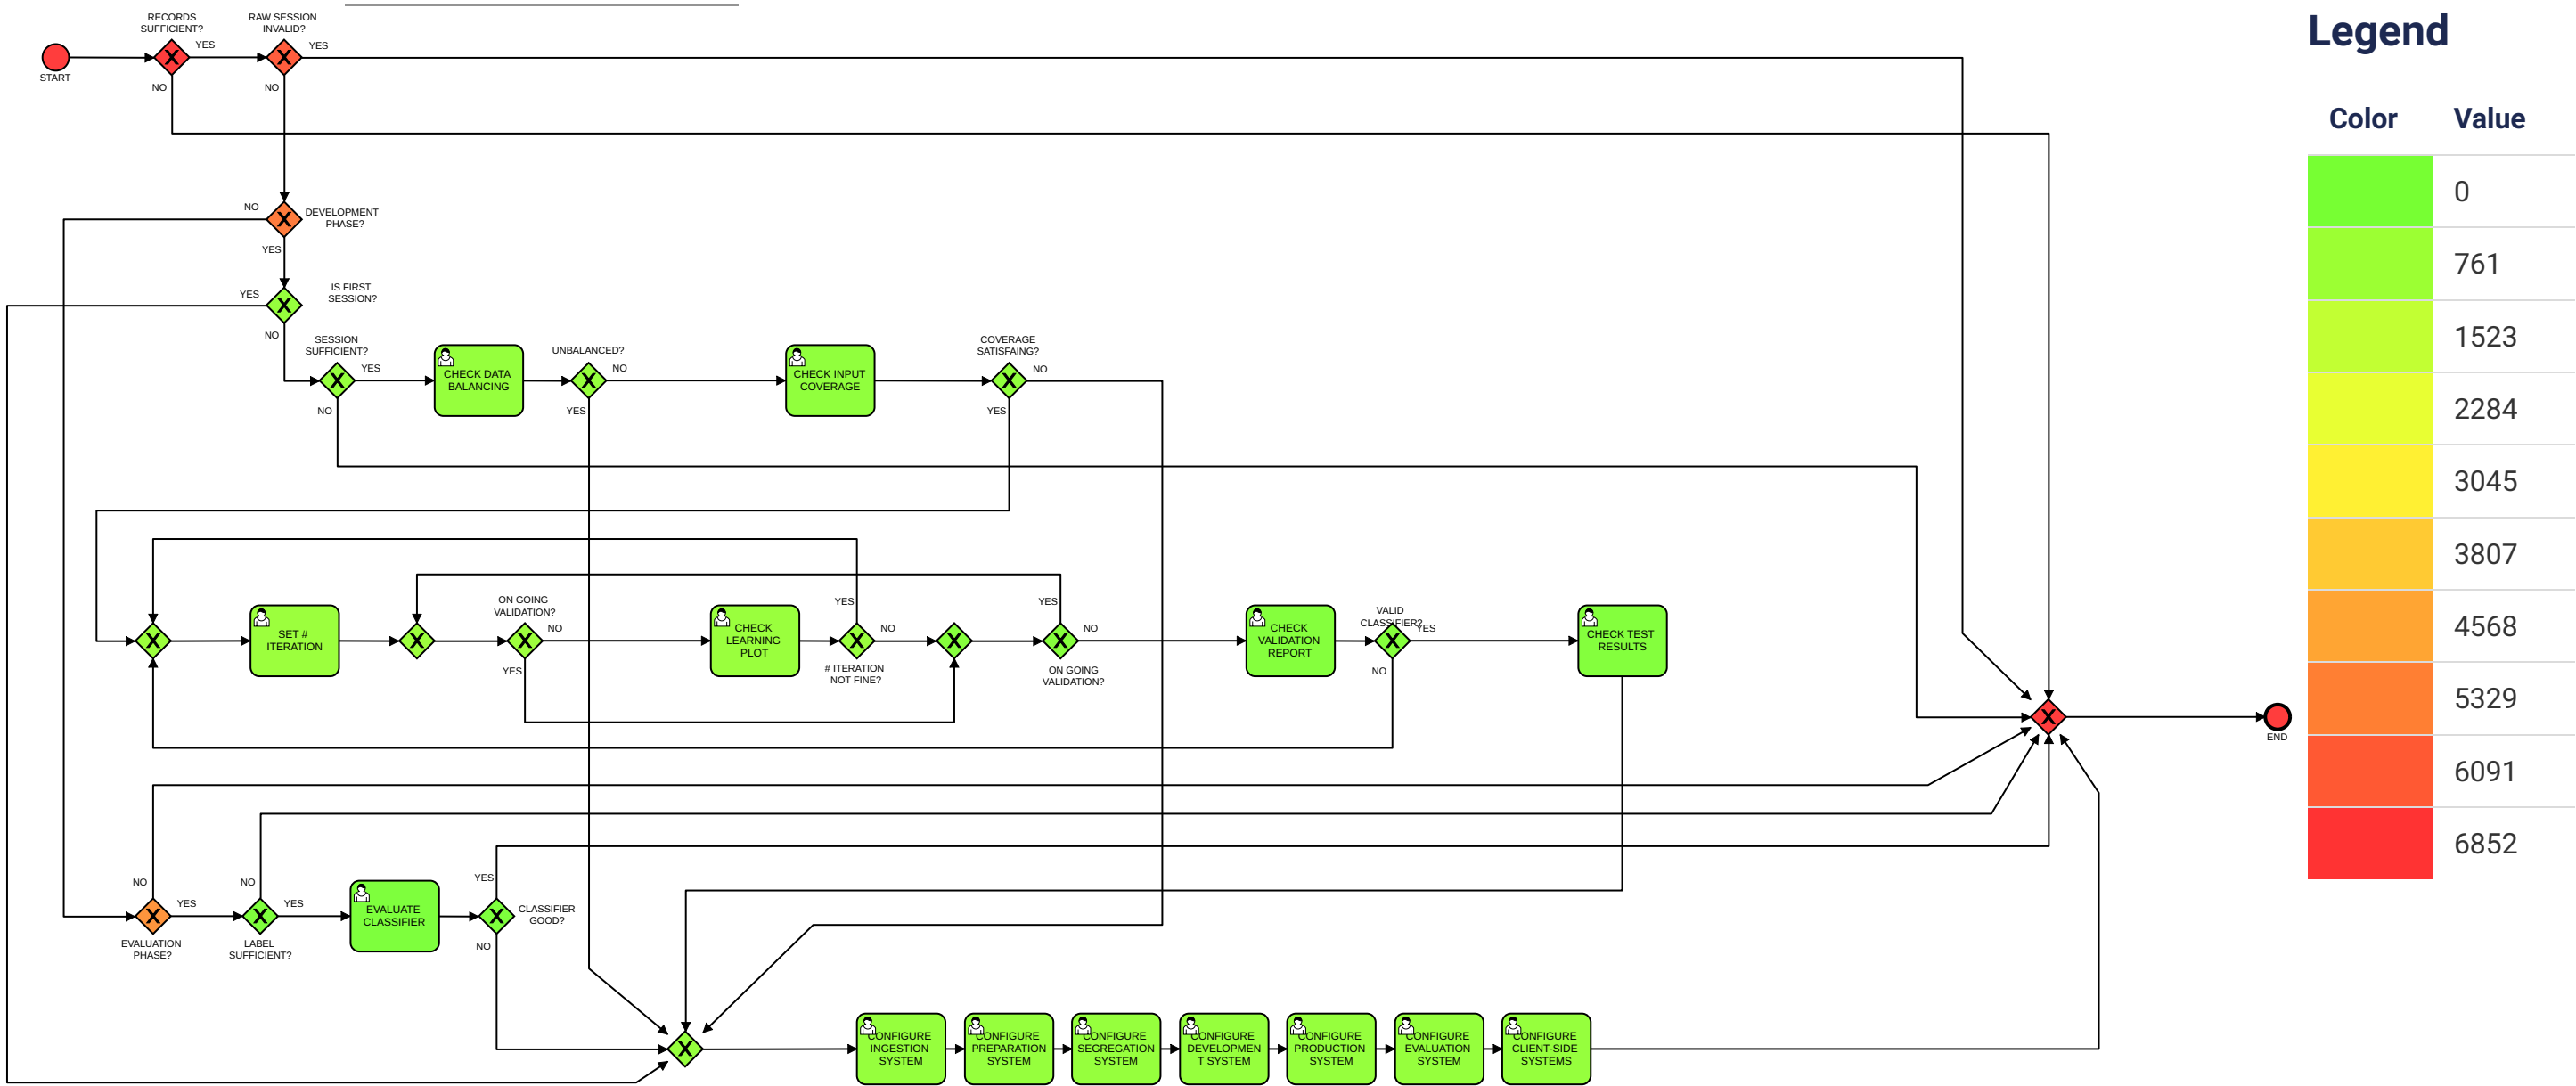 RECORDS
SUFFICIENT?
YES
RAW SESSION
INVALID?
YES
START
NO
NO
NO
DEVELOPMENT
PHASE?
YES
YES
IS FIRST
SESSION?
NO
SESSION
SUFFICIENT?
YES
NO
CHECK DATA
BALANCING
UNBALANCED?
NO
YES
CHECK INPUT
COVERAGE
COVERAGE
SATISFAING?
NO
YES
SET #
ITERATION
ON GOING
VALIDATION?
NO
YES
CHECK
LEARNING
PLOT
YES
NO
# ITERATION
NOT FINE?
YES
NO
ON GOING
VALIDATION?
CHECK
VALIDATION
REPORT
VALID
CLASSIFIER?
YES
NO
CHECK TEST
RESULTS
END
NO
YES
EVALUATION
PHASE?
NO
YES
LABEL
SUFFICIENT?
EVALUATE
CLASSIFIER
YES
CLASSIFIER
GOOD?
NO
CONFIGURE
INGESTION
SYSTEM
CONFIGURE
PREPARATION
SYSTEM
CONFIGURE
SEGREGATION
SYSTEM
CONFIGURE
DEVELOPMEN
T SYSTEM
CONFIGURE
PRODUCTION
SYSTEM
CONFIGURE
EVALUATION
SYSTEM
CONFIGURE
CLIENT-SIDE
SYSTEMS
Legend
Color Value
0
761
1523
2284
3045
3807
4568
5329
6091
6852